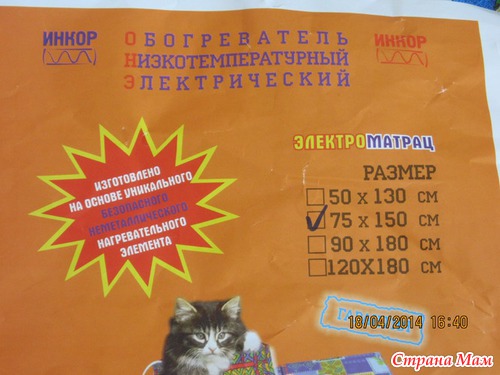 ИНКОР
ОБОГРЕВАТЕЛЬ
НИЗКОТЕМПЕРАТУРНЫЙ
ЭЛЕКТРИЧЕСКИЙ
ИНКОР
ИЗГОТОВЛЕНО
НА ОСНОВЕ УНИКАЛЬНОГО
БЕЗОПАСНОГО
НЕМЕТАЛЛИЧЕСКОГО
НАГРЕВАТЕЛЬНОГО
ЭЛЕМЕНТА
ЭЛЕКТРОМАТРАЦ
РАЗМЕР
50 х 130 СМ
75 х 150 СМ
90 х 180 СМ
120Х180 СМ
18/04/2014 16:40
Страна Мам